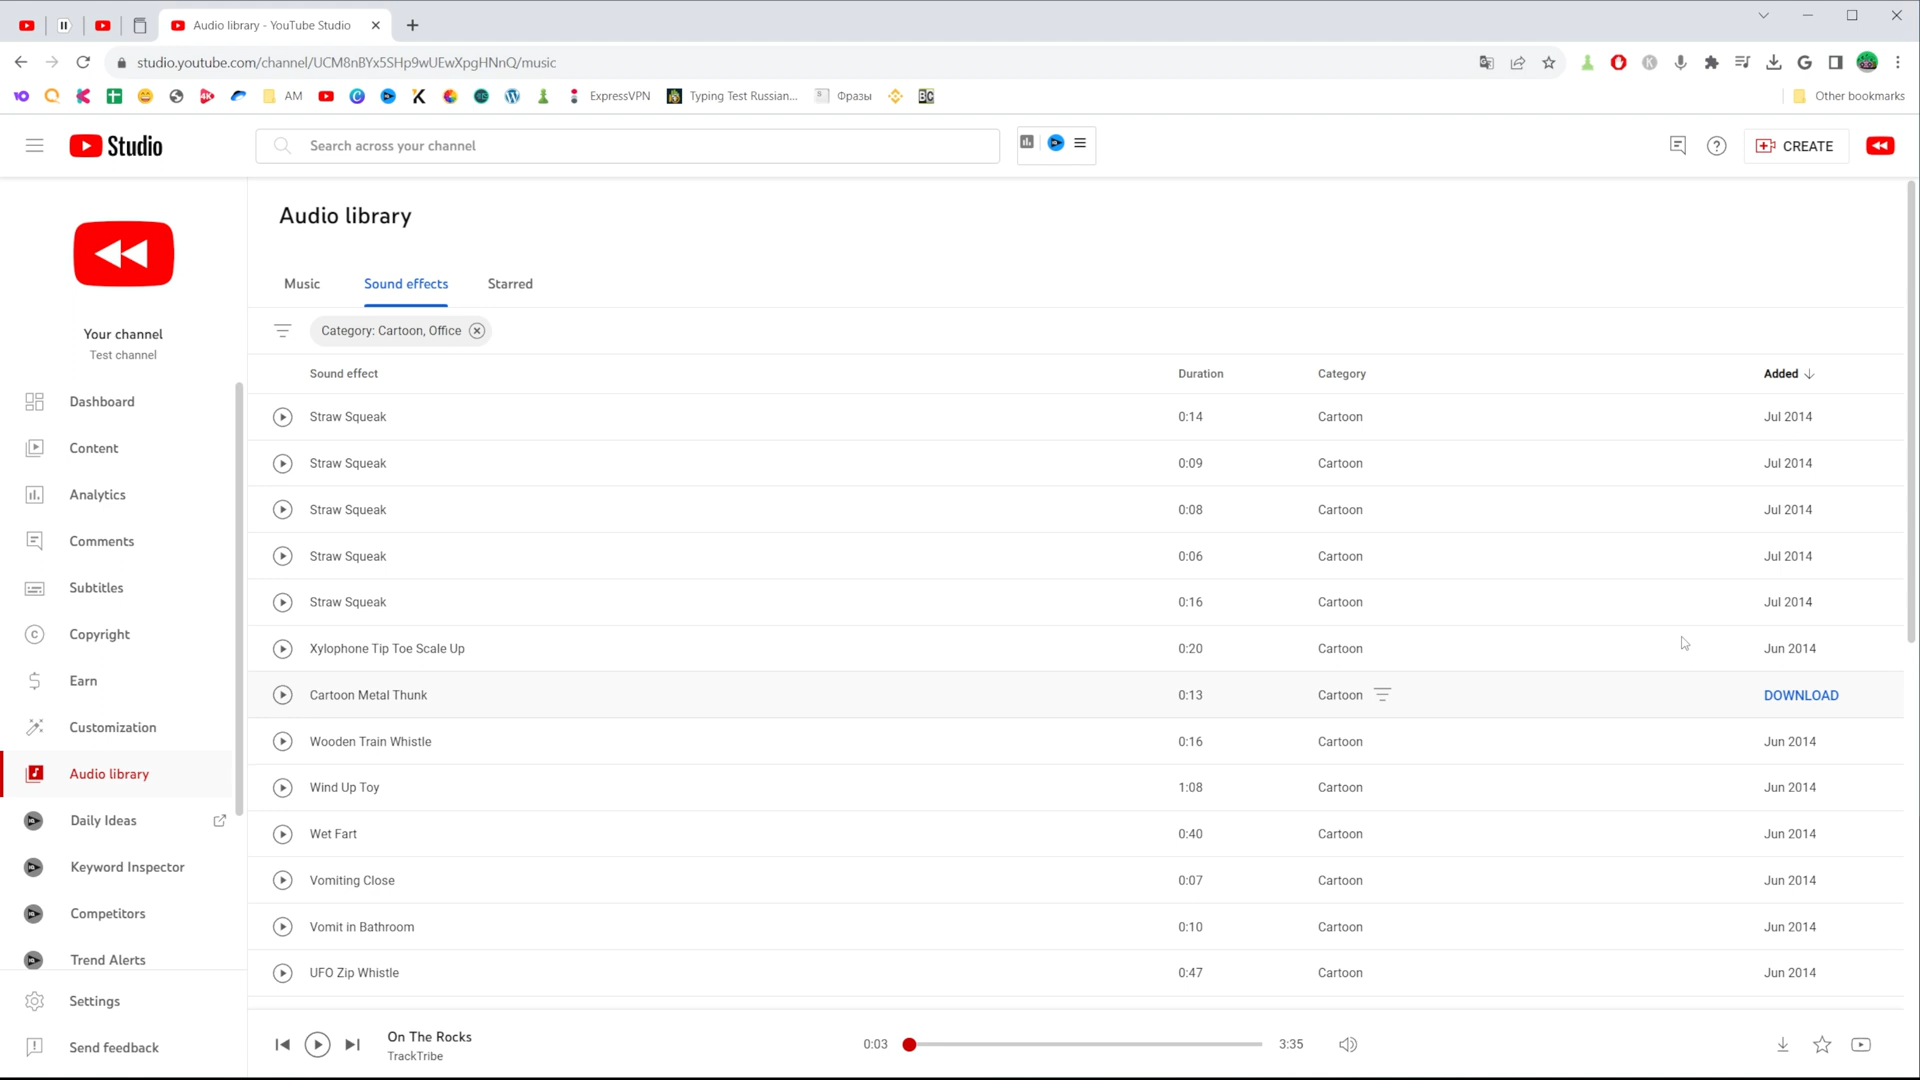 Audio library - YouTube Studio
studio.youtube.com/channel/UCM8nBYx5SHp9wUEwXpgHNnQ/music
AM
ExpressVPN
Typing Test Russian...
Фразы
Other bookmarks
Studio
Search across your channel
CREATE
Your channel
Test channel
Dashboard
Content
Analytics
Comments
Subtitles
Copyright
Earn
Customization
Audio library
Daily Ideas
Keyword Inspector
Competitors
Trend Alerts
Settings
Send feedback
Audio library
Music Sound effects Starred
Category: Cartoon, Office
Sound effect Duration Category Added
Straw Squeak 0:14 Cartoon Jul 2014
Straw Squeak 0:09 Cartoon Jul 2014
Straw Squeak 0:08 Cartoon Jul 2014
Straw Squeak 0:06 Cartoon Jul 2014
Straw Squeak 0:16 Cartoon Jul 2014
Xylophone Tip Toe Scale Up 0:20 Cartoon Jun 2014
Cartoon Metal Thunk 0:13 Cartoon DOWNLOAD
Wooden Train Whistle 0:16 Cartoon Jun 2014
Wind Up Toy 1:08 Cartoon Jun 2014
Wet Fart 0:40 Cartoon Jun 2014
Vomiting Close 0:07 Cartoon Jun 2014
Vomit in Bathroom 0:10 Cartoon Jun 2014
UFO Zip Whistle 0:47 Cartoon Jun 2014
On The Rocks
TrackTribe
0:03 3:35